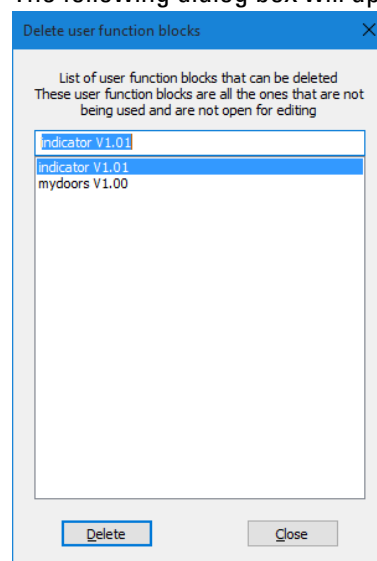 The following dialog box will up
Delete user function blocks
List of user function blocks that can be deleted
These user function blocks are all the ones that are not
being used and are not open for editing
indicator V1.01
indicator V1.01
mydoors V1.00
Delete
Close